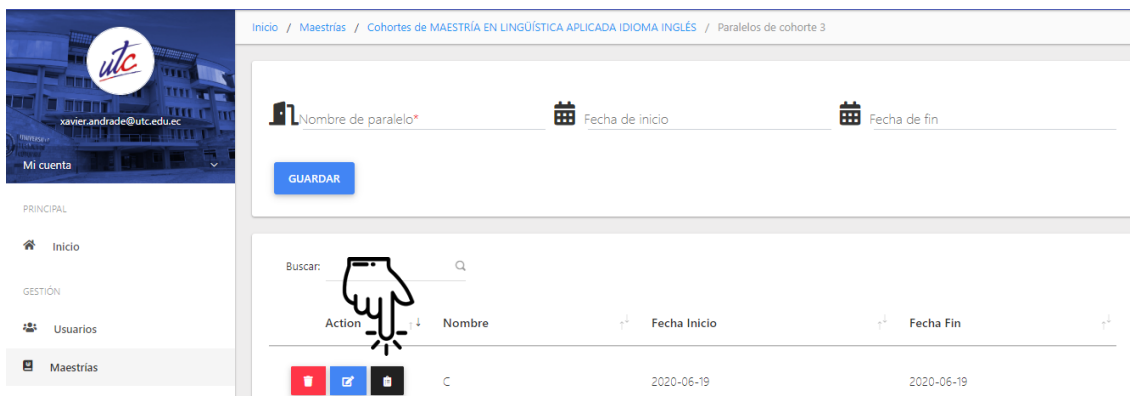 Inicio / Maestrías / Cohortes de MAESTRÍA EN LINGÜÍSTICA APLICADA IDIOMA INGLÉS / Paralelos de cohorte 3
utc
xavier.andrade@utc.edu.ec
Mi cuenta
PRINCIPAL
Inicio
GESTIÓN
Usuarios
Maestrías
Nombre de paralelo*
Fecha de inicio
Fecha de fin
GUARDAR
Buscar:
Action Nombre Fecha Inicio Fecha Fin
C 2020-06-19 2020-06-19